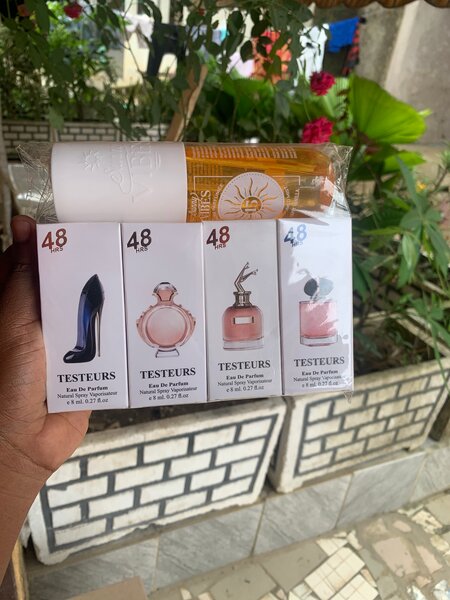 VIBES
48
HRS
TESTEURS
Eau De Parfum
Natural Spray Vaporisateur
e 8 ml. 0.27 fl.oz
48
HRS
TESTEURS
Eau De Parfum
Natural Spray Vaporisateur
e 8 ml. 0.27 fl.oz
48
HRS
TESTEURS
Eau De Parfum
Natural Spray Vaporisateur
e 8 ml. 0.27 fl.oz
48
HRS
TESTEURS
Eau De Parfum
Natural Spray Vaporisateur
e 8 ml. 0.27 fl.oz